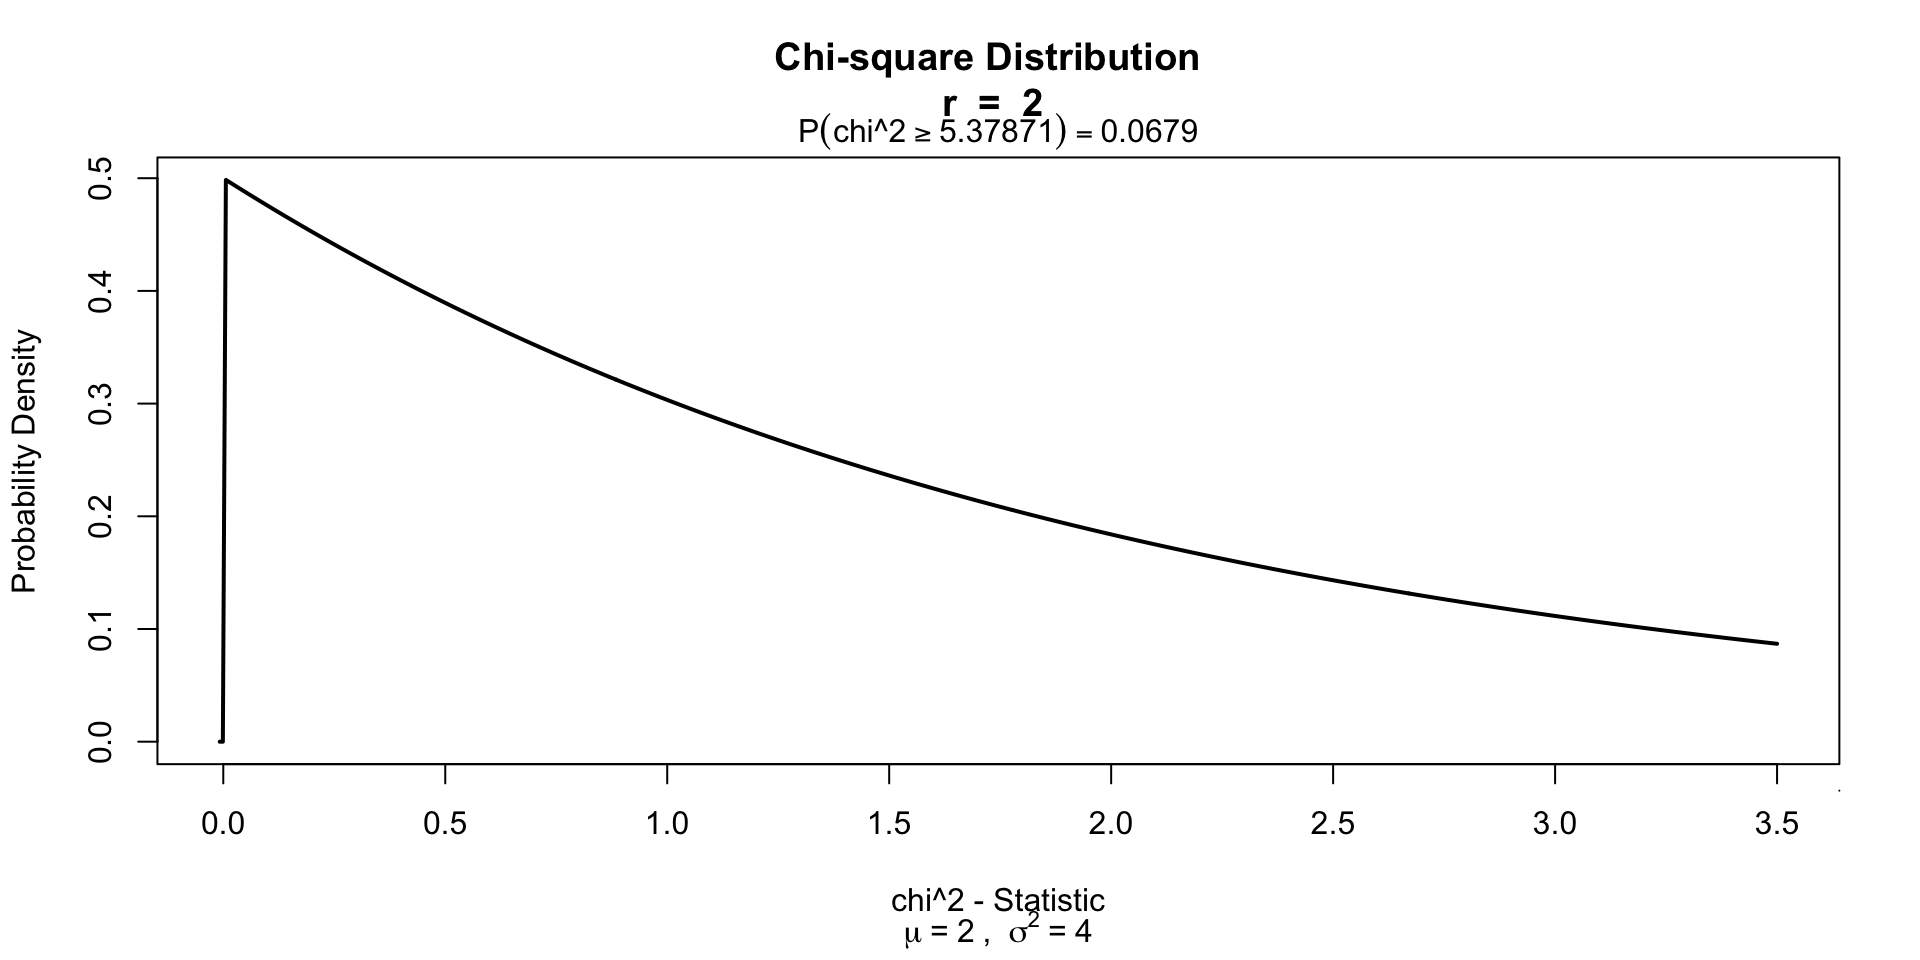 Chi-square Distribution
r = 2
P(chi^2 ≥ 5.37871) = 0.0679
Probability Density
0.5
0.4
0.3
0.2
0.1
0.0
0.0 0.5 1.0 1.5 2.0 2.5 3.0 3.5
chi^2 - Statistic
μ = 2 , σ² = 4